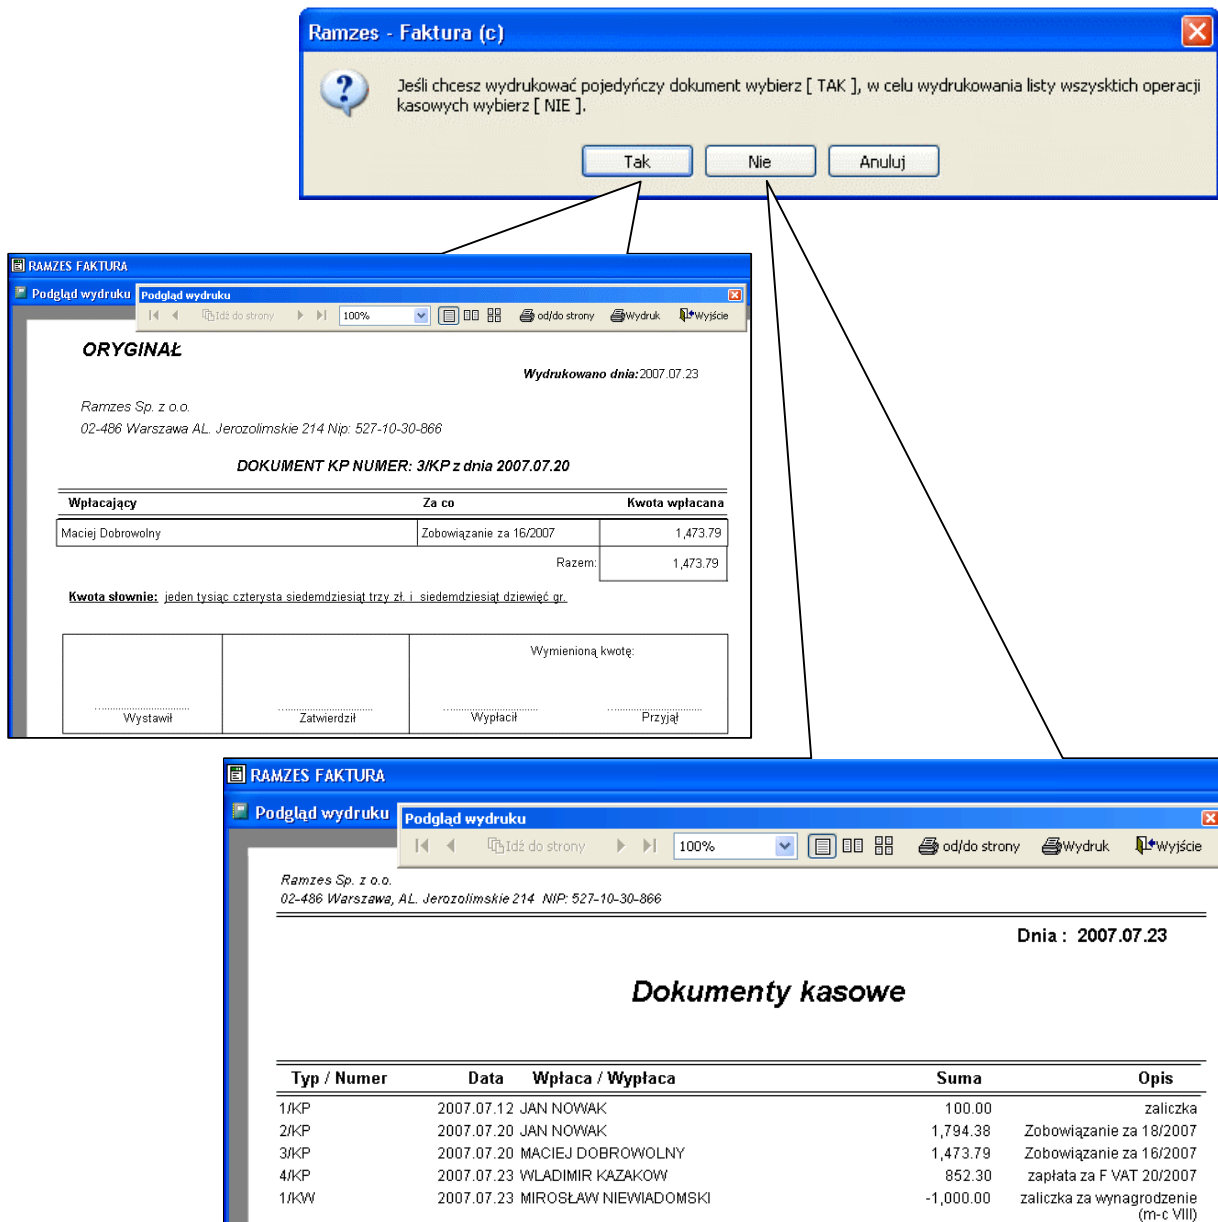 Ramzes - Faktura (c)
Jeśli chcesz wydrukować pojedyńczy dokument wybierz [ TAK ], w celu wydrukowania listy wszysktich operacji
kasowych wybierz [ NIE ].
Tak Nie Anuluj
RAMZES FAKTURA
Podgląd wydruku
Podgląd wydruku
Idź do strony 100% od/do strony Wydruk Wyjście
ORYGINAŁ
Wydrukowano dnia:2007.07.23
Ramzes Sp. z o.o.
02-486 Warszawa AL. Jerozolimskie 214 Nip: 527-10-30-866
DOKUMENT KP NUMER: 3/KP z dnia 2007.07.20
Wpłacający Za co Kwota wpłacana
Maciej Dobrowolny Zobowiązanie za 16/2007 1,473.79
Razem: 1,473.79
Kwota słownie: jeden tysiąc czterysta siedemdziesiąt trzy zł. i siedemdziesiąt dziewięć gr.
Wymienioną kwotę:
Wystawił Zatwierdził Wypłacił Przyjął
RAMZES FAKTURA
Podgląd wydruku
Podgląd wydruku
Idź do strony 100% od/do strony Wydruk Wyjście
Ramzes Sp. z o.o.
02-486 Warszawa, AL. Jerozolimskie 214 NIP: 527-10-30-866
Dnia : 2007.07.23
Dokumenty kasowe
Typ / Numer Data Wpłaca / Wypłaca Suma Opis
1/KP 2007.07.12 JAN NOWAK 100.00 zaliczka
2/KP 2007.07.20 JAN NOWAK 1,794.38 Zobowiązanie za 18/2007
3/KP 2007.07.20 MACIEJ DOBROWOLNY 1,473.79 Zobowiązanie za 16/2007
4/KP 2007.07.23 WLADIMIR KAZAKOW 852.30 zapłata za F VAT 20/2007
1/KW 2007.07.23 MIROSŁAW NIEWIADOMSKI -1,000.00 zaliczka za wynagrodzenie
(m-c VIII)